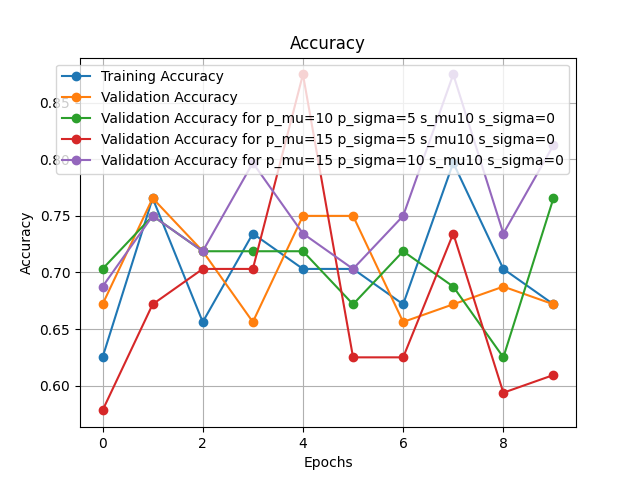 Accuracy
Training Accuracy
Validation Accuracy
Validation Accuracy for p_mu=10 p_sigma=5 s_mu10 s_sigma=0
Validation Accuracy for p_mu=15 p_sigma=5 s_mu10 s_sigma=0
Validation Accuracy for p_mu=15 p_sigma=10 s_mu10 s_sigma=0
0.85
0.80
0.75
0.70
0.65
0.60
Accuracy
0 2 4 6 8
Epochs